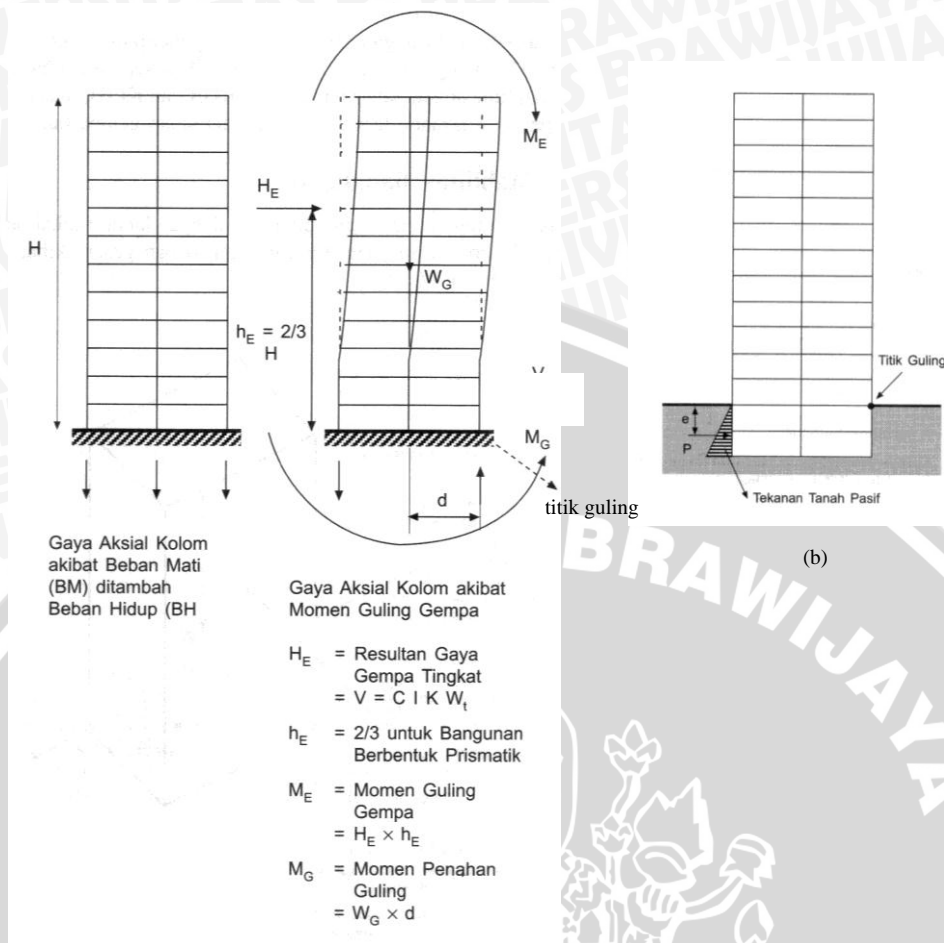 H
Gaya Aksial Kolom
akibat Beban Mati
(BM) ditambah
Beban Hidup (BH
M_E
H_E
W_G
h_E = 2/3
H
M_G
d
titik guling
Gaya Aksial Kolom akibat
Momen Guling Gempa
H_E = Resultan Gaya
Gempa Tingkat
= V = C I K W_t
h_E = 2/3 untuk Bangunan
Berbentuk Prismatik
M_E = Momen Guling
Gempa
= H_E × h_E
M_G = Momen Penahan
Guling
= W_G × d
Titik Guling
e
P
Tekanan Tanah Pasif
(b)
BRAWIJAYA